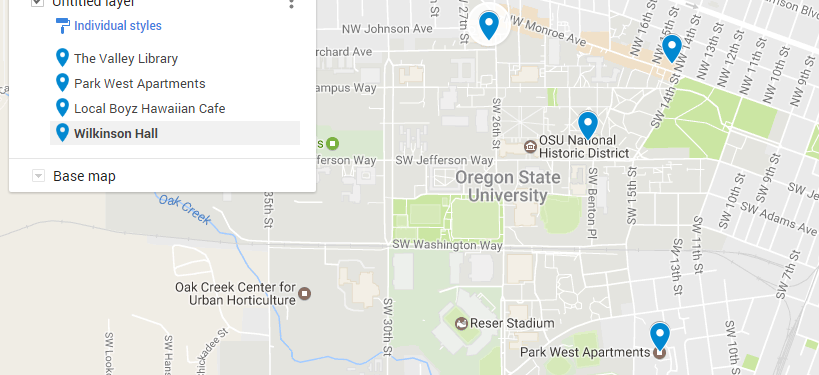 Untitled layer
Individual styles
The Valley Library
Park West Apartments
Local Boyz Hawaiian Cafe
Wilkinson Hall
Base map
NW Johnson Ave
NW 27th St
NW Monroe Ave
NW 16th St
NW 15th St
NW 14th St
NW 13th St
NW 12th St
NW 11th St
NW 10th St
NW 9th St
rchard Ave
ampus Way
SW 26th St
SW 14th St
OSU National
Historic District
s
fferson Way
SW Jefferson Way
Oregon State
University
SW Benton Pl
SW 15th St
SW 10th St
SW 9th St
SW Je
SW Adams Ave
Oak Creek
35th St
SW Washington Way
SW 11th St
SW 13th St
SW 7th St
Oak Creek Center for
Urban Horticulture
SW 30th St
Reser Stadium
Park West Apartments
SW 10th St
SW 8th St
SW Looko
SW Hans
hickadee St